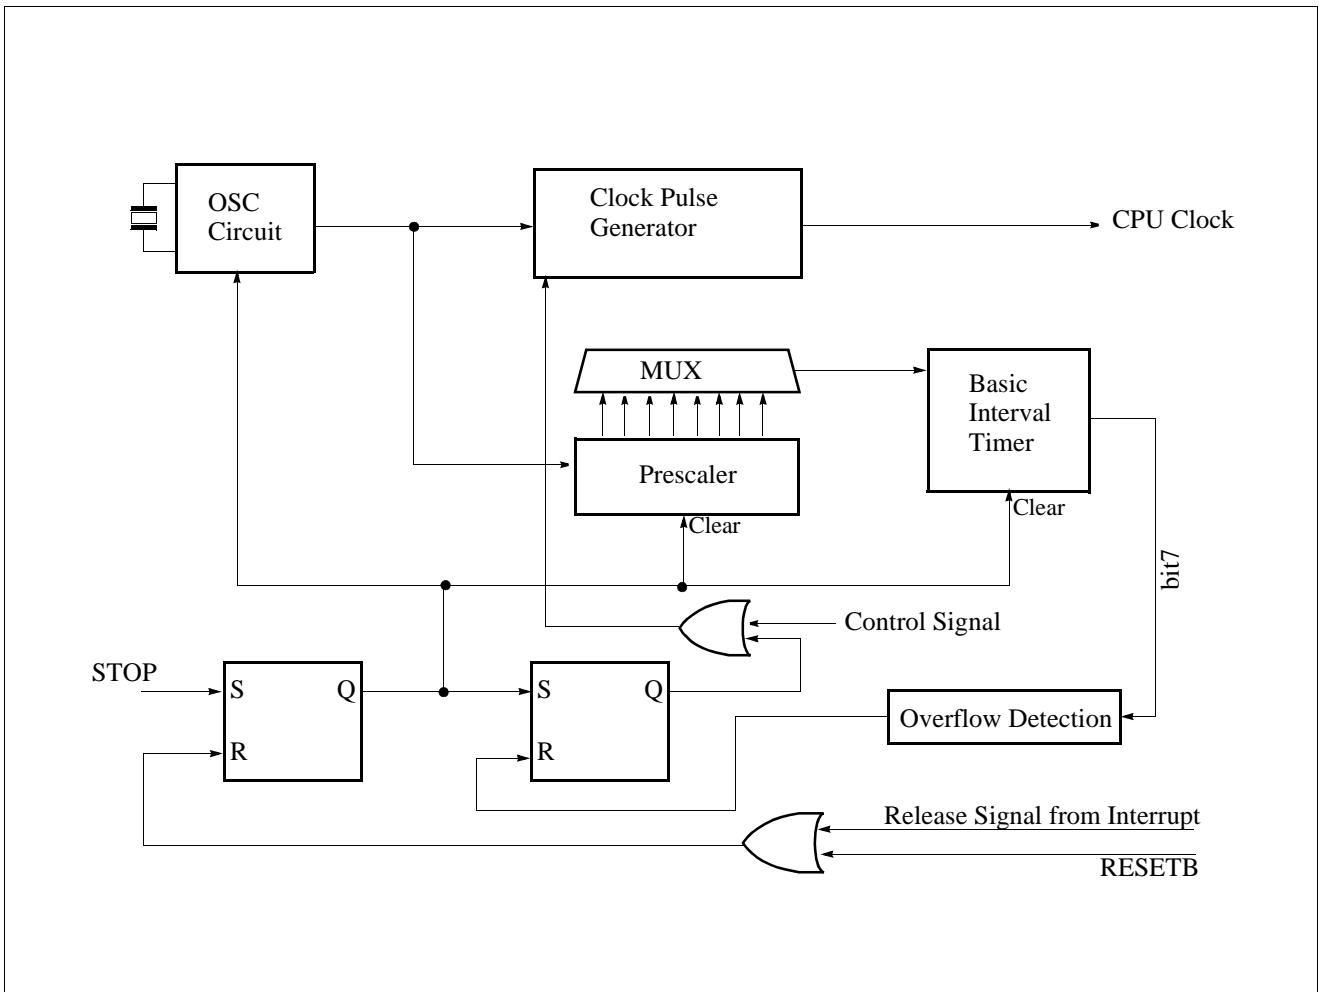 OSC
Circuit
Clock Pulse
Generator
CPU Clock
MUX
Basic
Interval
Timer
Prescaler
Clear
Clear
bit7
Control Signal
STOP
S
Q
R
S
Q
R
Overflow Detection
Release Signal from Interrupt
RESETB